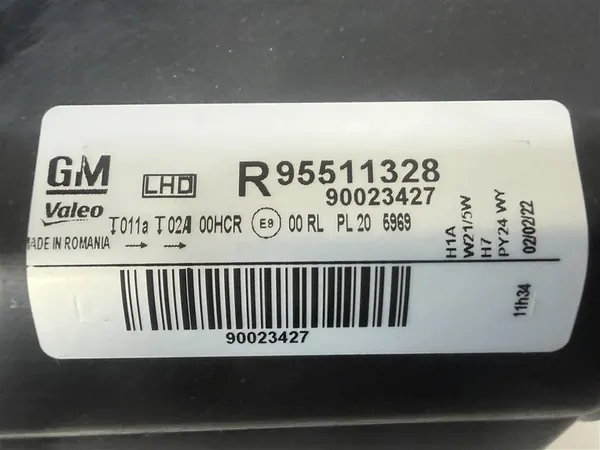 GM
Valeo
LHD
R 95511328
90023427
T011a T02A 00HCR E9 00 RL PL 20 5969
MADE IN ROMANIA → →
90023427
H1A
W21/5W
H7
PY24 WY
02/02/22
11h34